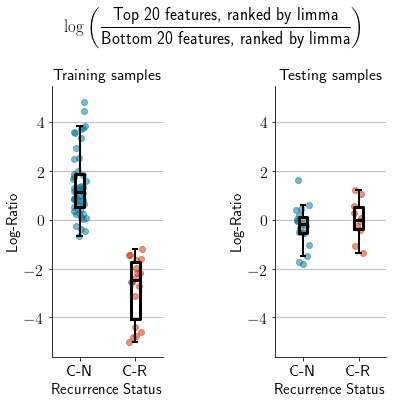 log ( Top 20 features, ranked by limma
Bottom 20 features, ranked by limma )
Training samples
Testing samples
Log-Ratio
4
2
0
−2
−4
C-N
C-R
Recurrence Status
Log-Ratio
4
2
0
−2
−4
C-N
C-R
Recurrence Status